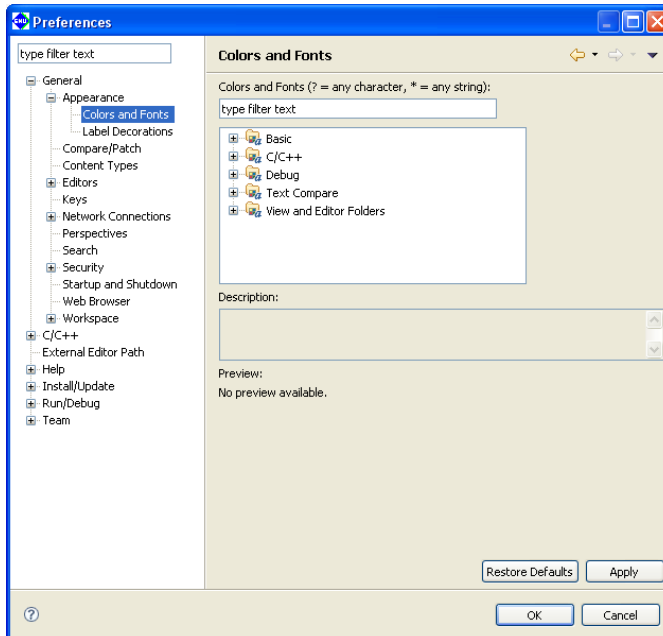 Preferences
type filter text
General
Appearance
Colors and Fonts
Label Decorations
Compare/Patch
Content Types
Editors
Keys
Network Connections
Perspectives
Search
Security
Startup and Shutdown
Web Browser
Workspace
C/C++
External Editor Path
Help
Install/Update
Run/Debug
Team
Colors and Fonts
Colors and Fonts (? = any character, * = any string):
type filter text
Basic
C/C++
Debug
Text Compare
View and Editor Folders
Description:
Preview:
No preview available.
Restore Defaults
Apply
OK
Cancel